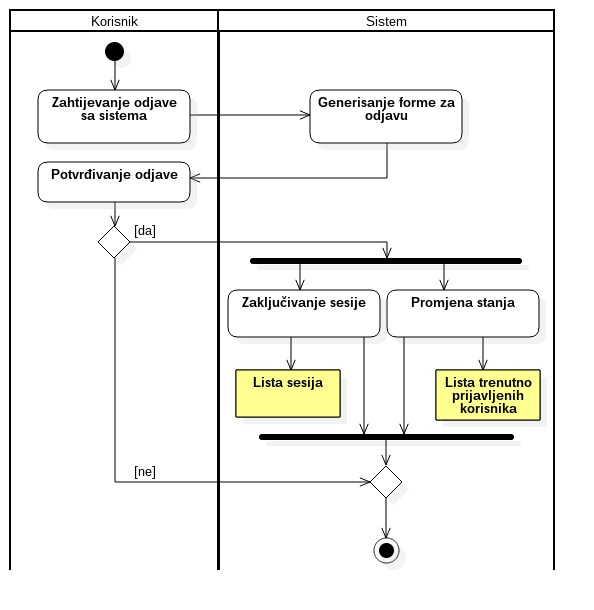 Korisnik
Sistem
Zahtijevanje odjave
sa sistema
Generisanje forme za
odjavu
Potvrđivanje odjave
[da]
Zaključivanje sesije
Promjena stanja
Lista sesija
Lista trenutno
prijavljenih
korisnika
[ne]